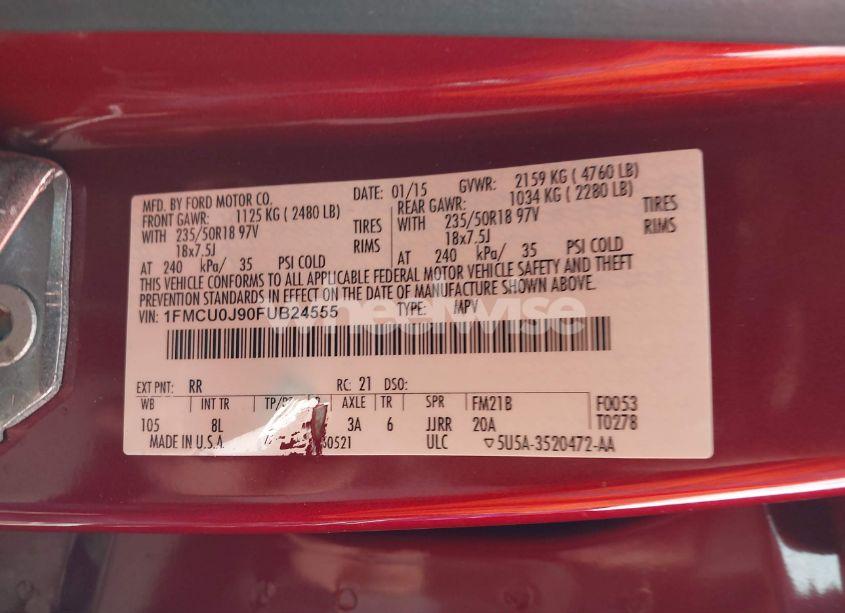 MFD. BY FORD MOTOR CO. DATE: 01/15 GVWR: 2159 KG ( 4760 LB)
FRONT GAWR: 1125 KG ( 2480 LB) REAR GAWR: 1034 KG ( 2280 LB)
WITH 235/50R18 97V TIRES WITH 235/50R18 97V TIRES
18x7.5J RIMS 18x7.5J RIMS
AT 240 kPa/ 35 PSI COLD AT 240 kPa/ 35 PSI COLD
THIS VEHICLE CONFORMS TO ALL APPLICABLE FEDERAL MOTOR VEHICLE SAFETY AND THEFT
PREVENTION STANDARDS IN EFFECT ON THE DATE OF MANUFACTURE SHOWN ABOVE.
VIN: 1FMCU0J90FUB24555 TYPE: MPV
wheelwise
EXT PNT: RR RC: 21 DSO:
WB INT TR AXLE TR SPR FM21B F0053
105 8L 3A 6 JJRR 20A T0278
MADE IN U.S.A. 50521 ULC ▽5U5A-3520472-AA